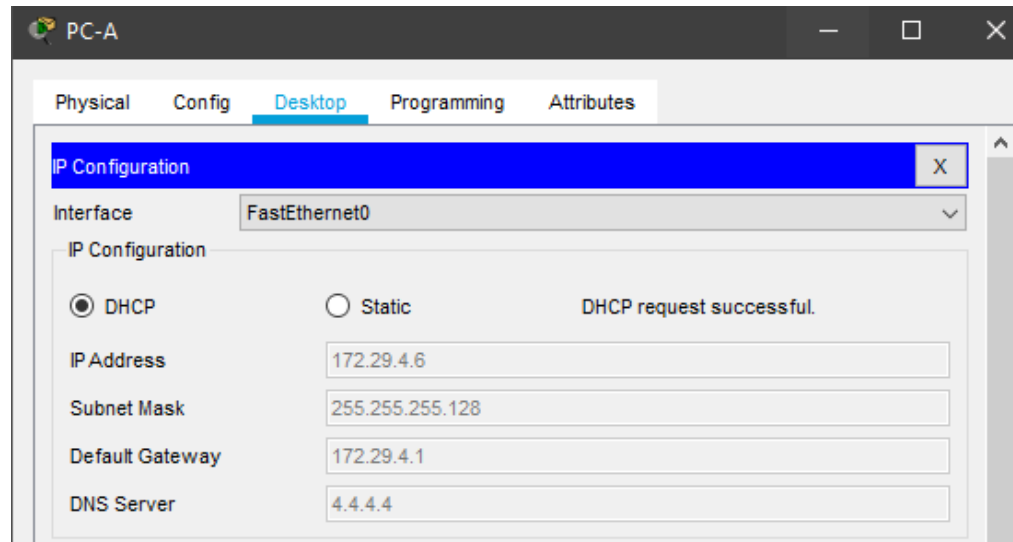 PC-A
Physical Config Desktop Programming Attributes
IP Configuration X
Interface FastEthernet0
IP Configuration
DHCP Static DHCP request successful.
IP Address 172.29.4.6
Subnet Mask 255.255.255.128
Default Gateway 172.29.4.1
DNS Server 4.4.4.4